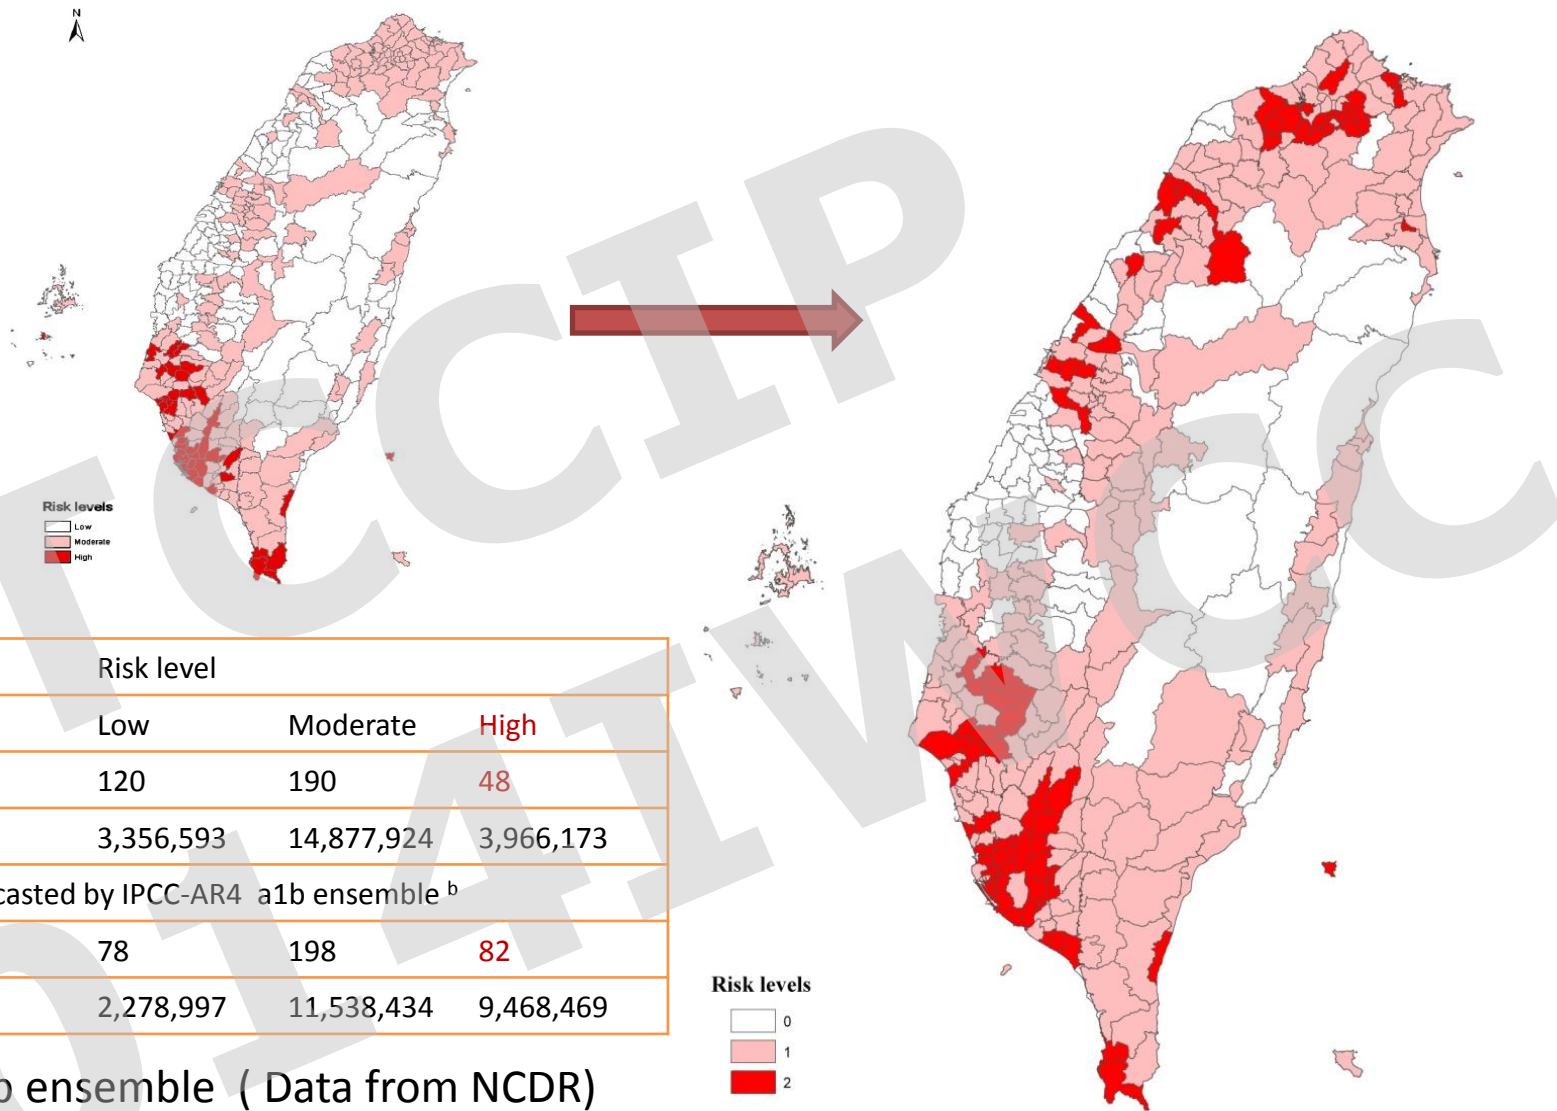 N
Risk levels
Low
Moderate
High
Risk level
Low Moderate High
120 190 48
3,356,593 14,877,924 3,966,173
casted by IPCC-AR4 a1b ensemble b
78 198 82
2,278,997 11,538,434 9,468,469
ensemble ( Data from NCDR)
Risk levels
0
1
2
TCCIP
014IWCC